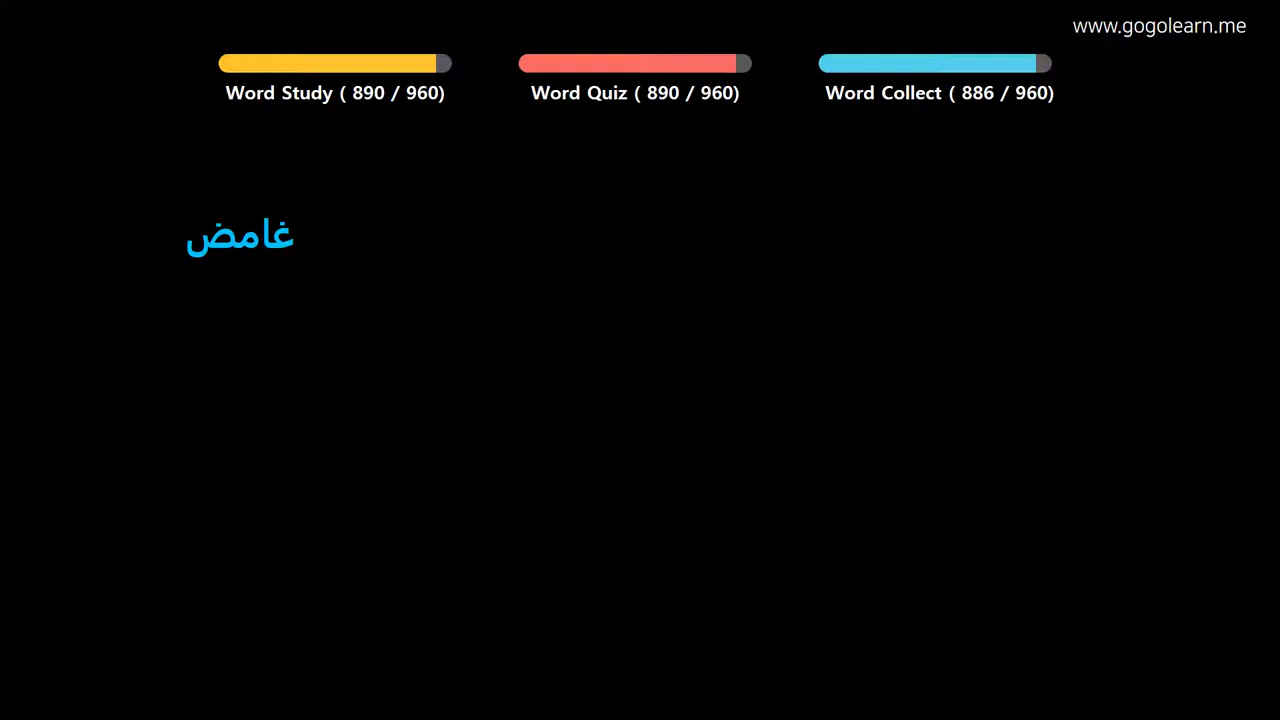 www.gogolearn.me
Word Study ( 890 / 960)
Word Quiz ( 890 / 960)
Word Collect ( 886 / 960)
غامض